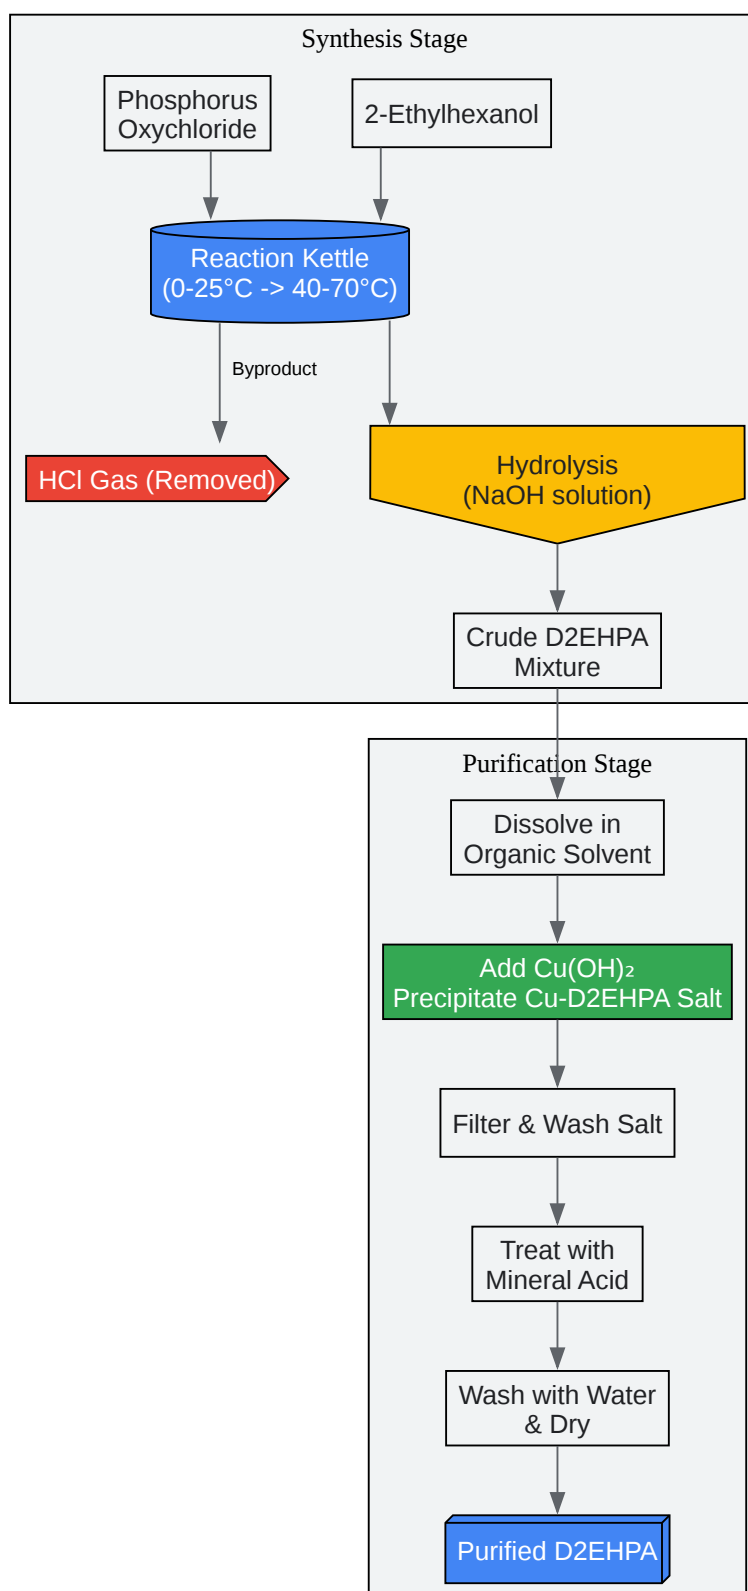 Synthesis Stage
Phosphorus
Oxychloride
2-Ethylhexanol
Reaction Kettle
(0-25°C -> 40-70°C)
Byproduct
HCl Gas (Removed)
Hydrolysis
(NaOH solution)
Crude D2EHPA
Mixture
Purification Stage
Dissolve in
Organic Solvent
Add Cu(OH)₂
Precipitate Cu-D2EHPA Salt
Filter & Wash Salt
Treat with
Mineral Acid
Wash with Water
& Dry
Purified D2EHPA